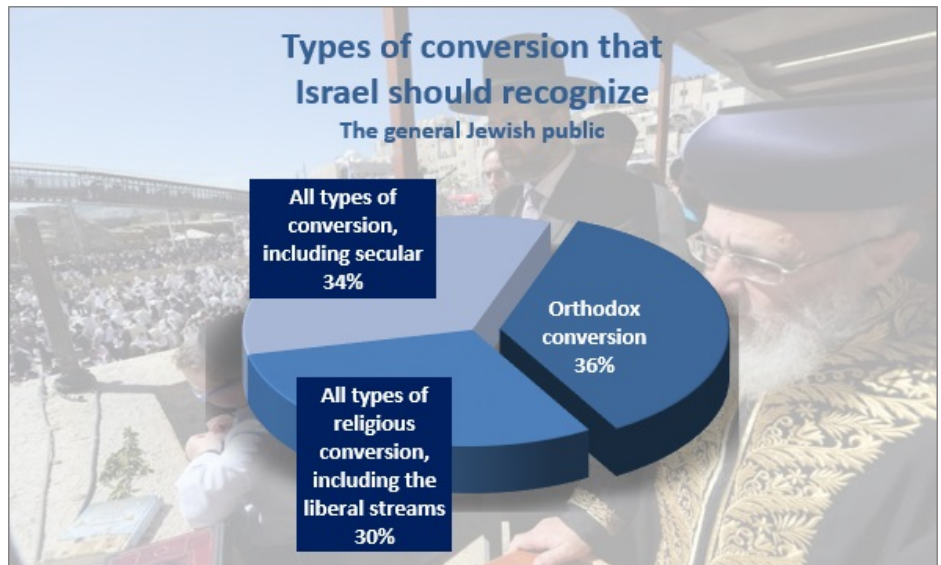 Types of conversion that
Israel should recognize
The general Jewish public
All types of
conversion,
including secular
34%
Orthodox
conversion
36%
All types of
religious
conversion,
including the
liberal streams
30%